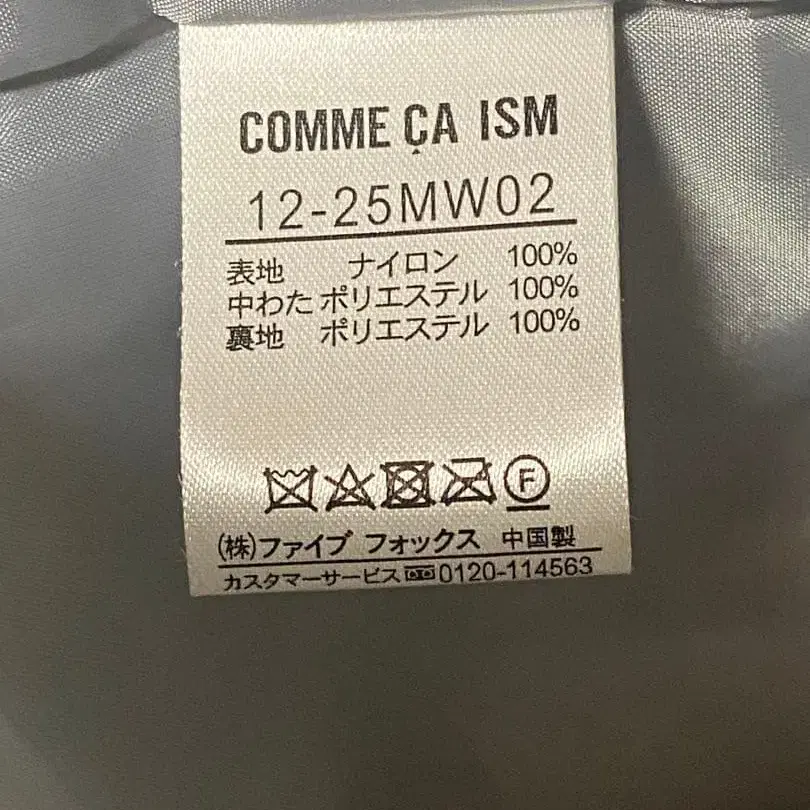 COMME ÇA ISM
12-25MW02
表地 ナイロン 100%
中わた ポリエステル 100%
裏地 ポリエステル 100%
F
(株)ファイブ フォックス 中国製
カスタマーサービス 0120-114563